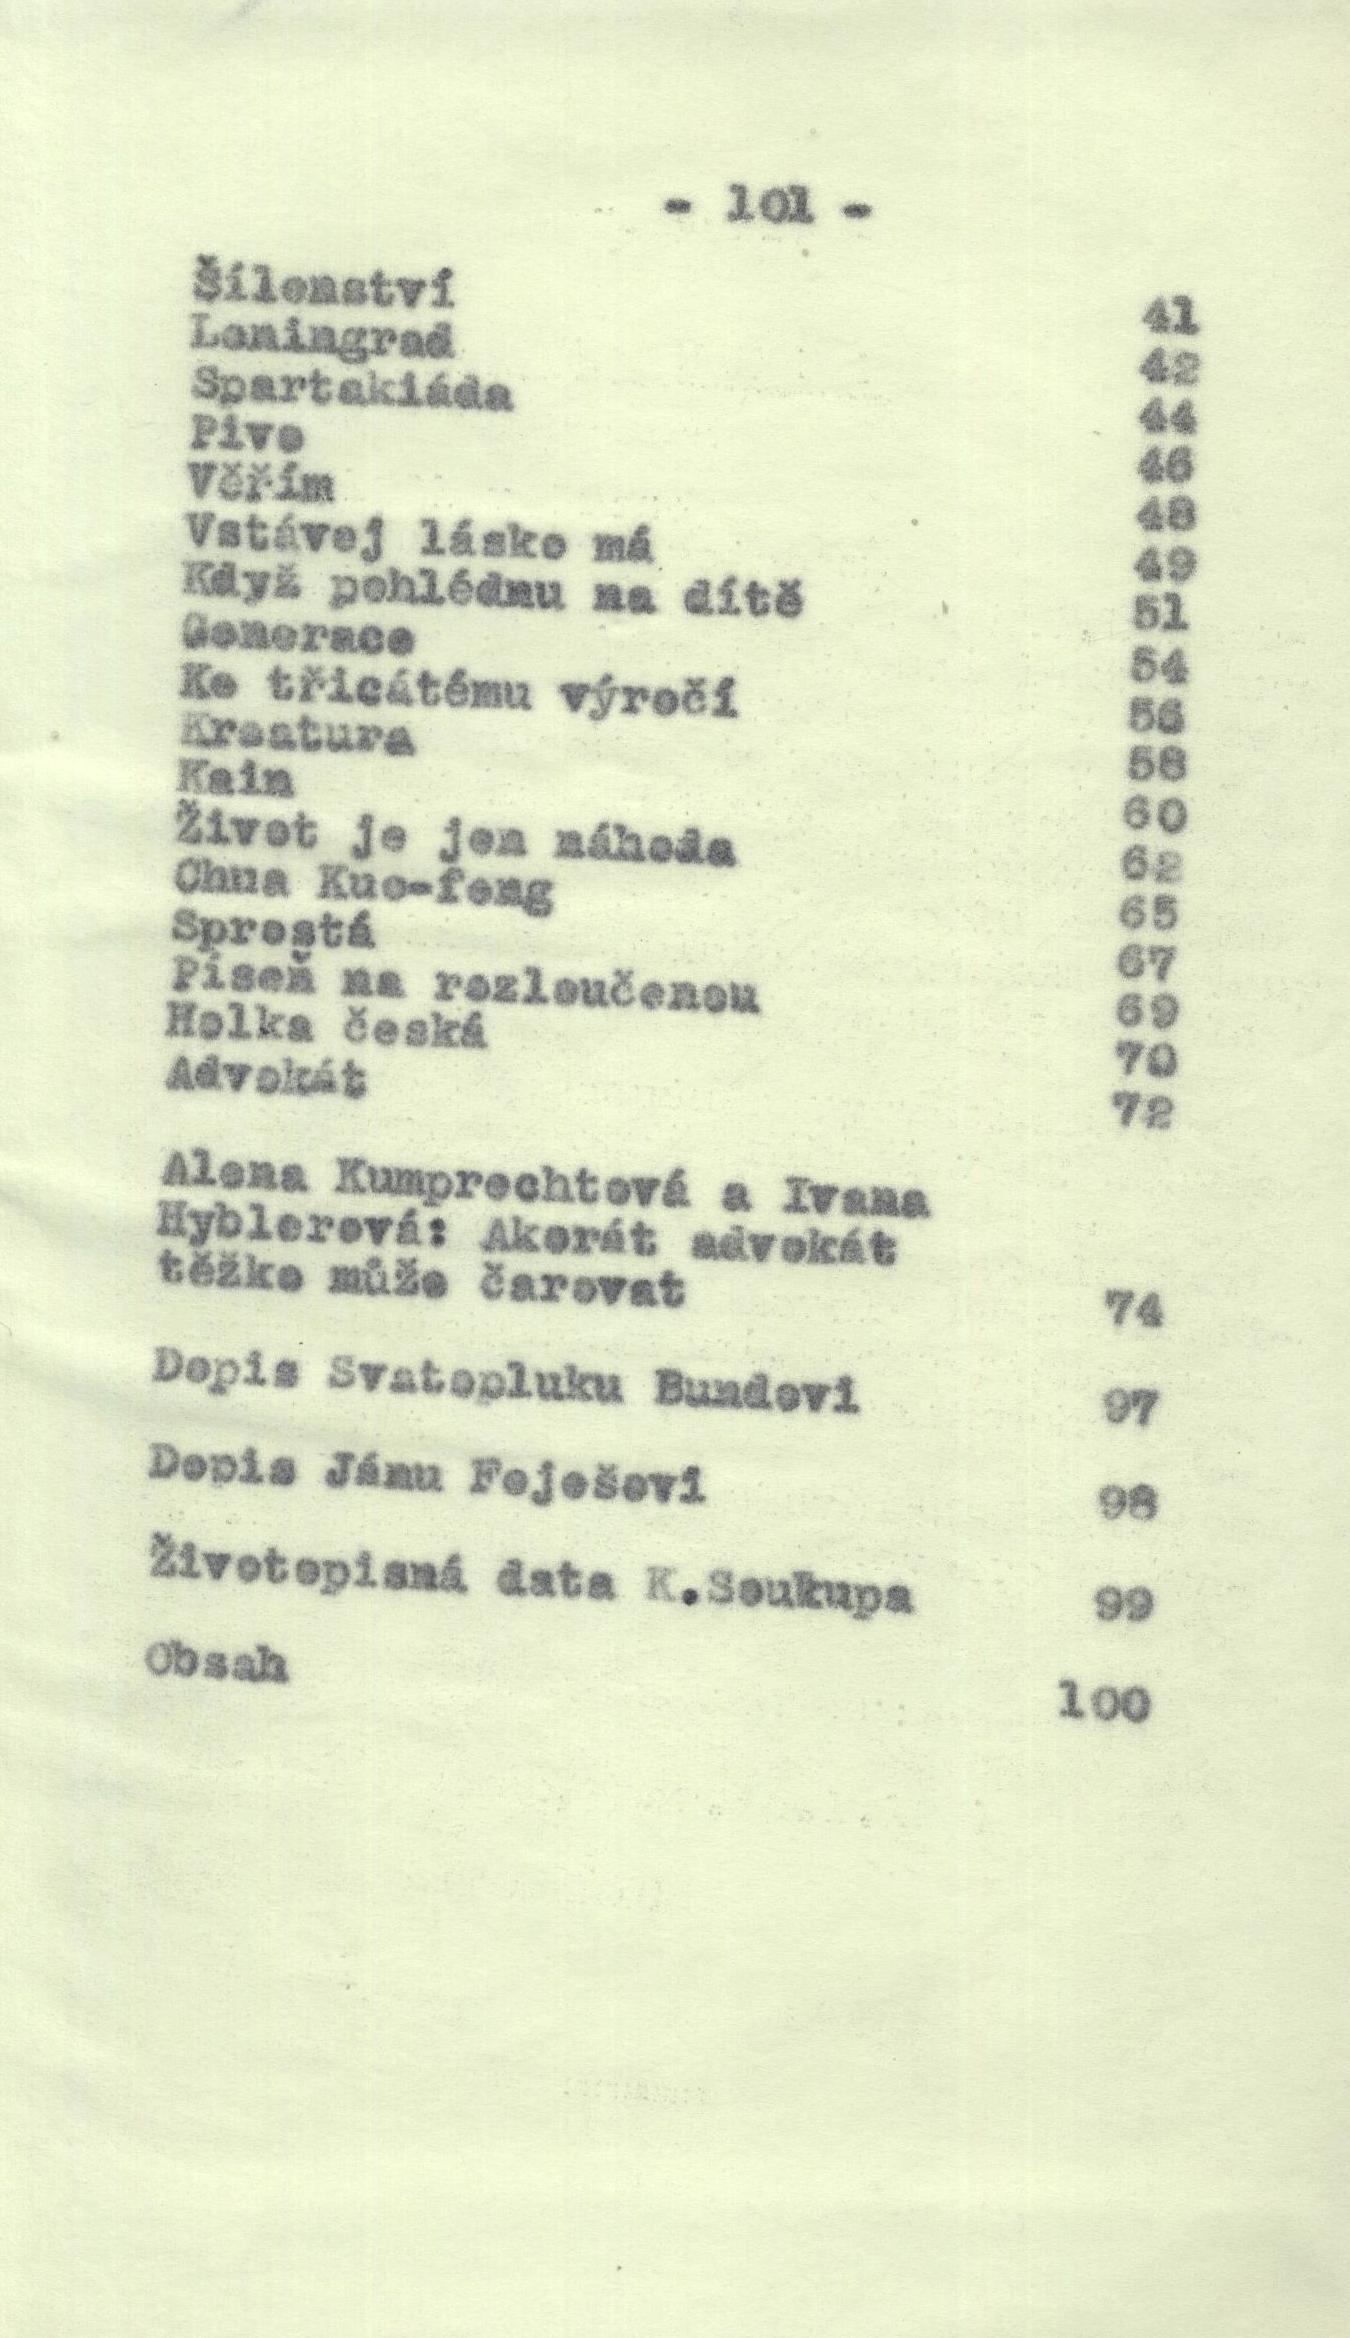 - 101 -
Šílenství 41
Leningrad 42
Spartakiáda 44
Pivo 46
Věřím 48
Vstávej lásko má 49
Když pohlédnu na dítě 51
Generace 54
Ke třicátému výročí 56
Kreatura 58
Kain 60
Život je jen náhoda 62
Chua Kuo-feng 65
Sprostá 67
Píseň na rozloučenou 69
Holka česká 70
Advokát 72
Alena Kumprechtová a Ivana
Hyblerová: Akorát advokát
těžko může čarovat 74
Dopis Svatopluku Bundovi 97
Dopis Jánu Feješovi 98
Životopisná data K.Soukupa 99
Obsah 100